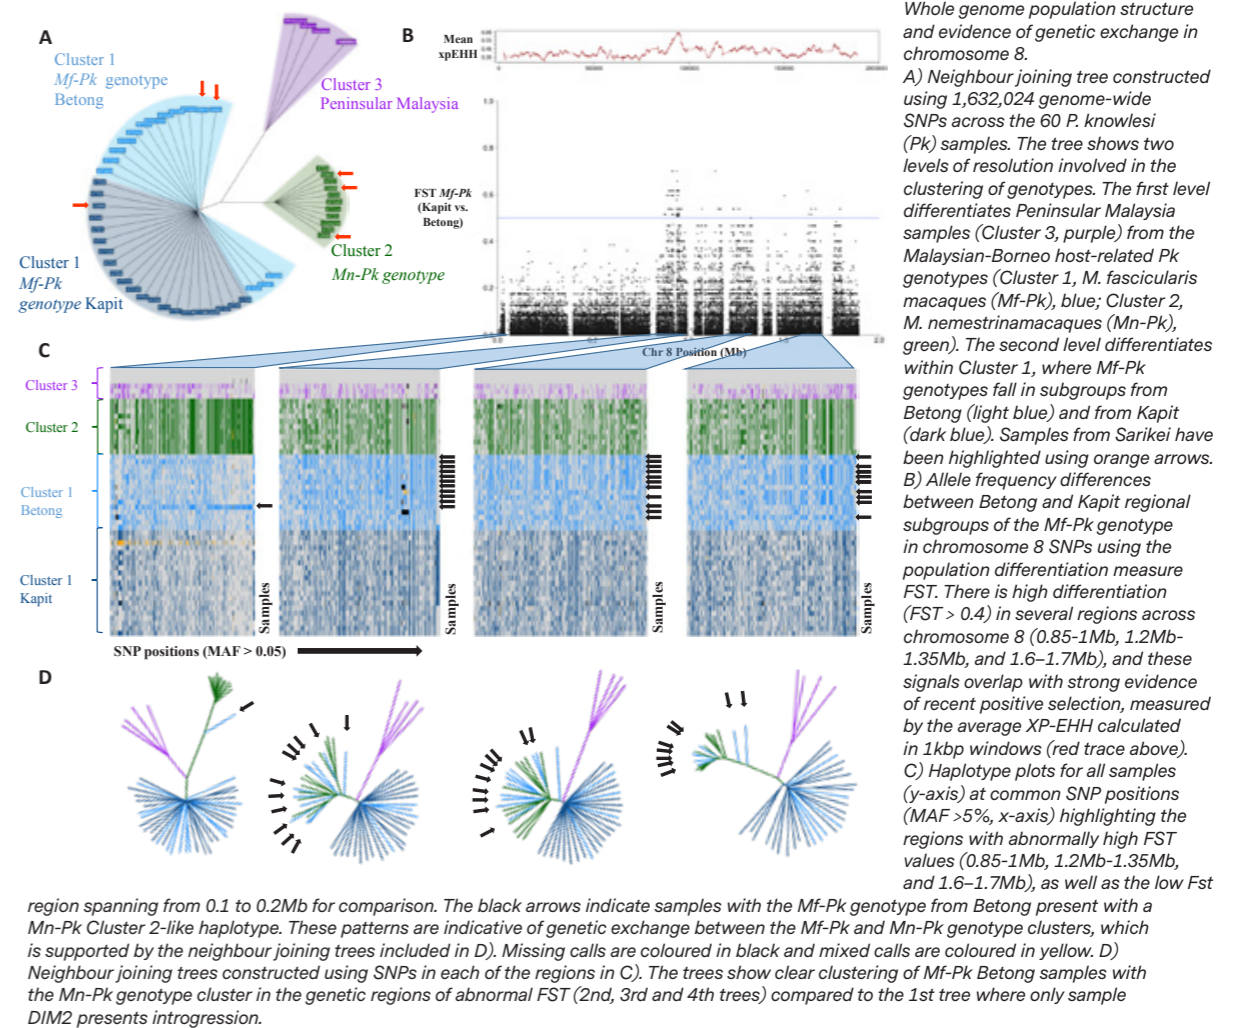 A
Cluster 1
Mf-Pk genotype
Betong
Cluster 3
Peninsular Malaysia
Cluster 2
Mn-Pk genotype
Cluster 1
Mf-Pk
genotype Kapit
B
Mean
xpEHH
0
1.0
0.8
0.6
0.4
0.2
0.0
2.0
FST Mf-Pk
(Kapit vs.
Betong)
Chr 8 Position (Mb)
C
Cluster 3
Cluster 2
Cluster 1
Betong
Cluster 1
Kapit
Samples
Samples
Samples
Samples
SNP positions (MAF > 0.05)
D
Whole genome population structure
and evidence of genetic exchange in
chromosome 8.
A) Neighbour joining tree constructed
using 1,632,024 genome-wide
SNPs across the 60 P. knowlesi
(Pk) samples. The tree shows two
levels of resolution involved in the
clustering of genotypes. The first level
differentiates Peninsular Malaysia
samples (Cluster 3, purple) from the
Malaysian-Borneo host-related Pk
genotypes (Cluster 1, M. fascicularis
macaques (Mf-Pk), blue; Cluster 2,
M. nemestrinamacaques (Mn-Pk),
green). The second level differentiates
within Cluster 1, where Mf-Pk
genotypes fall in subgroups from
Betong (light blue) and from Kapit
(dark blue). Samples from Sarikei have
been highlighted using orange arrows.
B) Allele frequency differences
between Betong and Kapit regional
subgroups of the Mf-Pk genotype
in chromosome 8 SNPs using the
population differentiation measure
FST. There is high differentiation
(FST > 0.4) in several regions across
chromosome 8 (0.85-1Mb, 1.2Mb-
1.35Mb, and 1.6–1.7Mb), and these
signals overlap with strong evidence
of recent positive selection, measured
by the average XP-EHH calculated
in 1kbp windows (red trace above).
C) Haplotype plots for all samples
(y-axis) at common SNP positions
(MAF >5%, x-axis) highlighting the
regions with abnormally high FST
values (0.85-1Mb, 1.2Mb-1.35Mb,
and 1.6–1.7Mb), as well as the low Fst
region spanning from 0.1 to 0.2Mb for comparison. The black arrows indicate samples with the Mf-Pk genotype from Betong present with a
Mn-Pk Cluster 2-like haplotype. These patterns are indicative of genetic exchange between the Mf-Pk and Mn-Pk genotype clusters, which
is supported by the neighbour joining trees included in D). Missing calls are coloured in black and mixed calls are coloured in yellow. D)
Neighbour joining trees constructed using SNPs in each of the regions in C). The trees show clear clustering of Mf-Pk Betong samples with
the Mn-Pk genotype cluster in the genetic regions of abnormal FST (2nd, 3rd and 4th trees) compared to the 1st tree where only sample
DIM2 presents introgression.